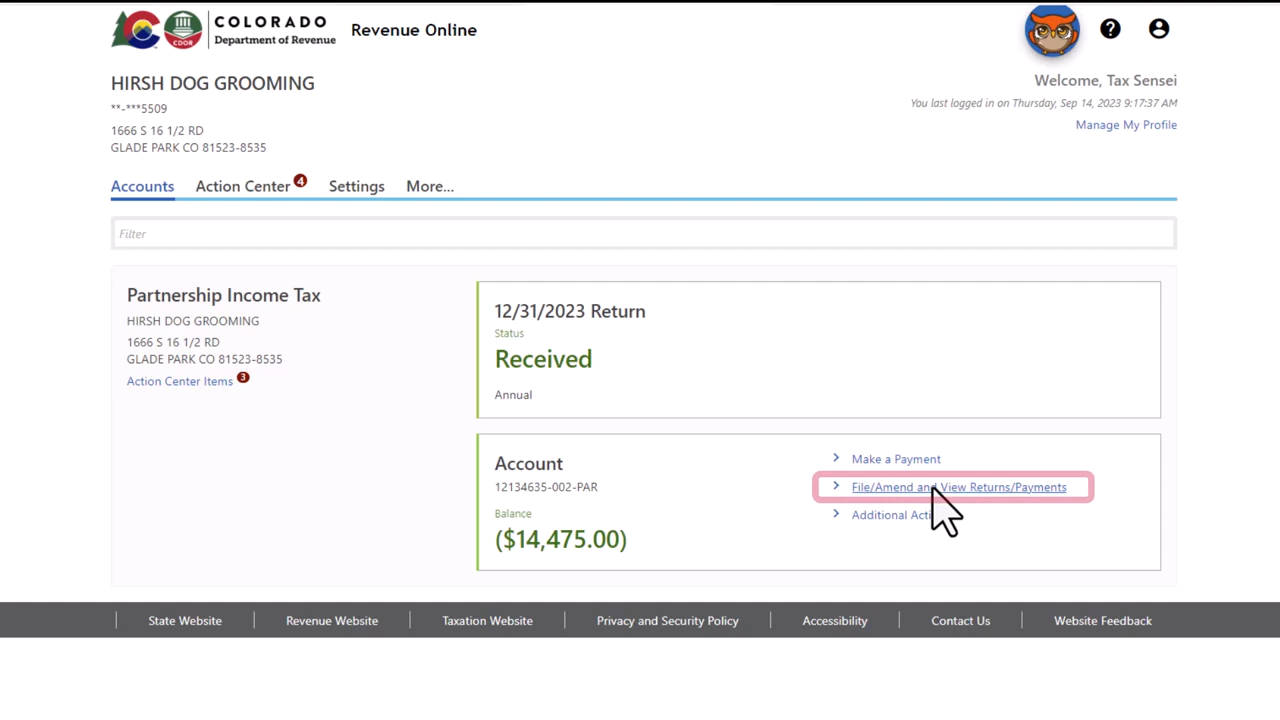 COLORADO
Department of Revenue
CDOR
Revenue Online
?
HIRSH DOG GROOMING
**-***5509
1666 S 16 1/2 RD
GLADE PARK CO 81523-8535
Welcome, Tax Sensei
You last logged in on Thursday, Sep 14, 2023 9:17:37 AM
Manage My Profile
Accounts
Action Center 4
Settings
More...
Filter
Partnership Income Tax
HIRSH DOG GROOMING
1666 S 16 1/2 RD
GLADE PARK CO 81523-8535
Action Center Items 3
12/31/2023 Return
Status
Received
Annual
Account
12134635-002-PAR
Balance
($14,475.00)
Make a Payment
File/Amend and View Returns/Payments
Additional
State Website
Revenue Website
Taxation Website
Privacy and Security Policy
Accessibility
Contact Us
Website Feedback